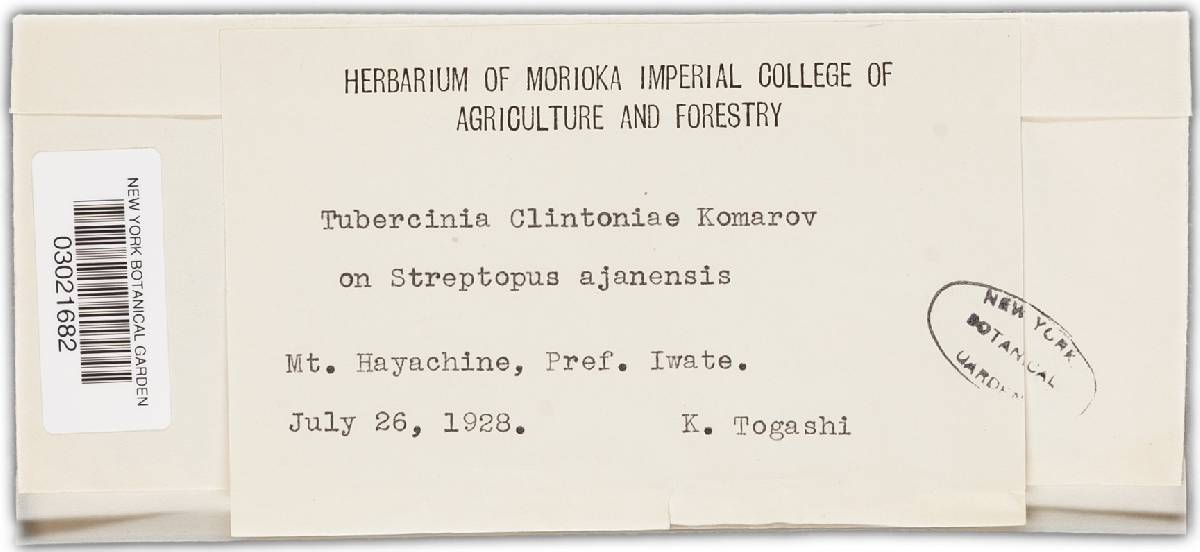 HERBARIUM OF MORIOKA IMPERIAL COLLEGE OF
AGRICULTURE AND FORESTRY
Tubercinia Clintoniae Komarov
on Streptopus ajanensis
Mt. Hayachine, Pref. Iwate.
July 26, 1928. K. Togashi
NEW YORK BOTANICAL GARDEN
03021682
NEW YORK
BOTANICAL
GARDEN